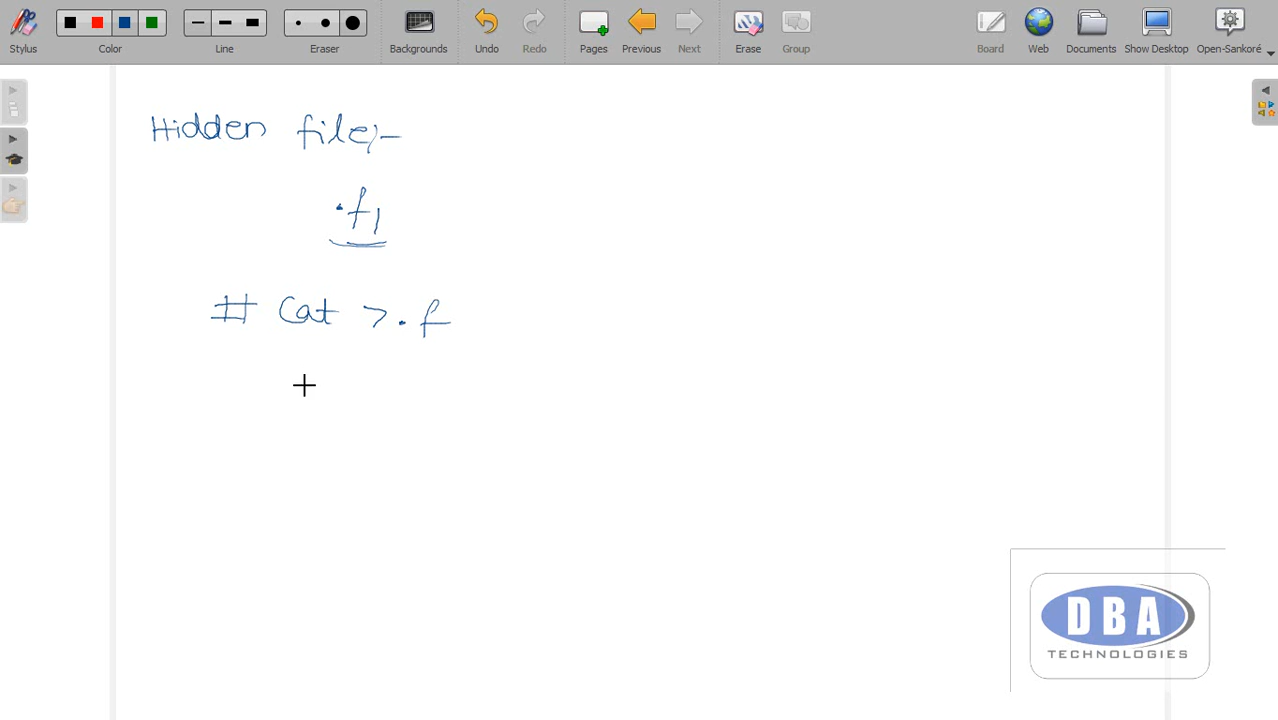 Stylus Color Line Eraser Backgrounds Undo Redo Pages Previous Next Erase Group Board Web Documents Show Desktop Open-Sankoré
Hidden file:-
.f1
# Cat >.f
DBA
TECHNOLOGIES